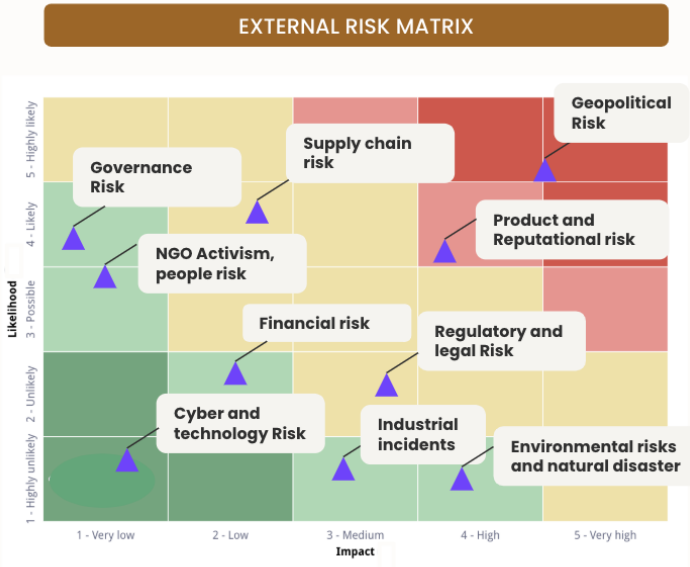 EXTERNAL RISK MATRIX
Geopolitical
Risk
Supply chain
risk
Governance
Risk
Product and
Reputational risk
NGO Activism,
people risk
Financial risk
Regulatory and
legal Risk
Cyber and
technology Risk
Industrial
incidents
Environmental risks
and natural disaster
Likelihood
5 - Highly likely
4 - Likely
3 - Possible
2 - Unlikely
1 - Highly unlikely
1 - Very low
2 - Low
3 - Medium
4 - High
5 - Very high
Impact